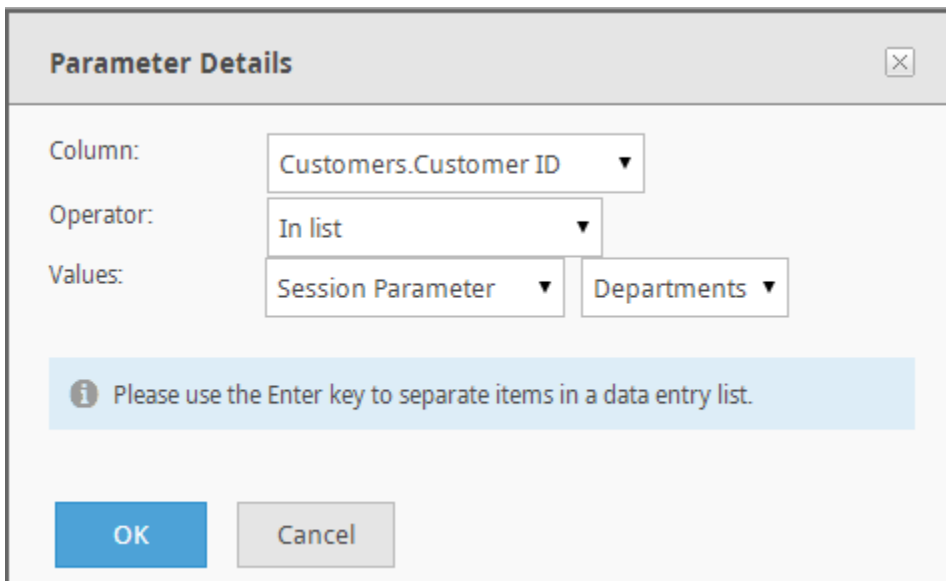 Parameter Details
Column:
Customers.Customer ID
Operator:
In list
Values:
Session Parameter
Departments
Please use the Enter key to separate items in a data entry list.
OK
Cancel